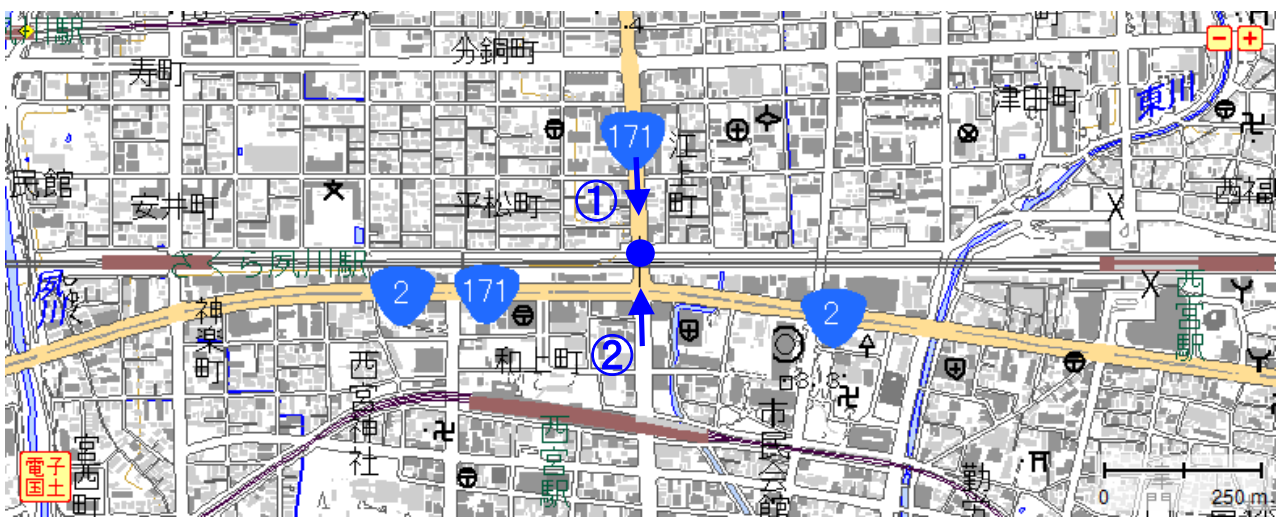 分銅町
寿町
津田町
東川
171
江上町
民館
安井町
①
平松町
西福
さくら夙川駅
夙川
2
171
2
西宮駅
神楽町
②
和上町
西宮神社
市民会館
西宮駅
宮西町
電子国土
0
250 m